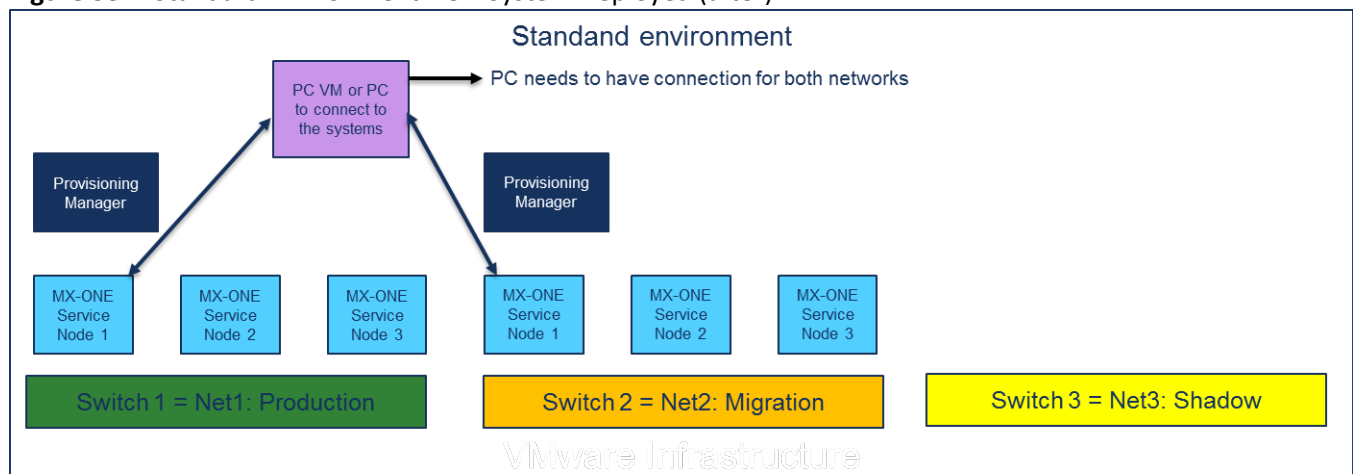 Standand environment
PC needs to have connection for both networks
PC VM or PC
to connect to
the systems
Provisioning
Manager
Provisioning
Manager
MX-ONE
Service
Node 1
MX-ONE
Service
Node 2
MX-ONE
Service
Node 3
MX-ONE
Service
Node 1
MX-ONE
Service
Node 2
MX-ONE
Service
Node 3
Switch 1 = Net1: Production
Switch 2 = Net2: Migration
Switch 3 = Net3: Shadow
VMware Infrastructure